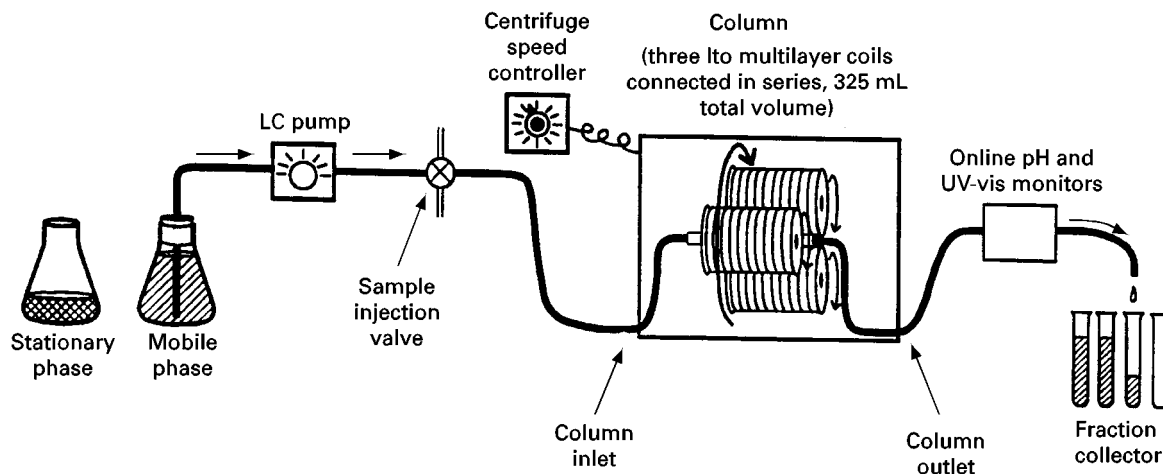 Centrifuge
speed
controller
Column
(three Ito multilayer coils
connected in series, 325 mL
total volume)
LC pump
Online pH and
UV-vis monitors
Sample
injection
valve
Stationary
phase
Mobile
phase
Column
inlet
Column
outlet
Fraction
collector